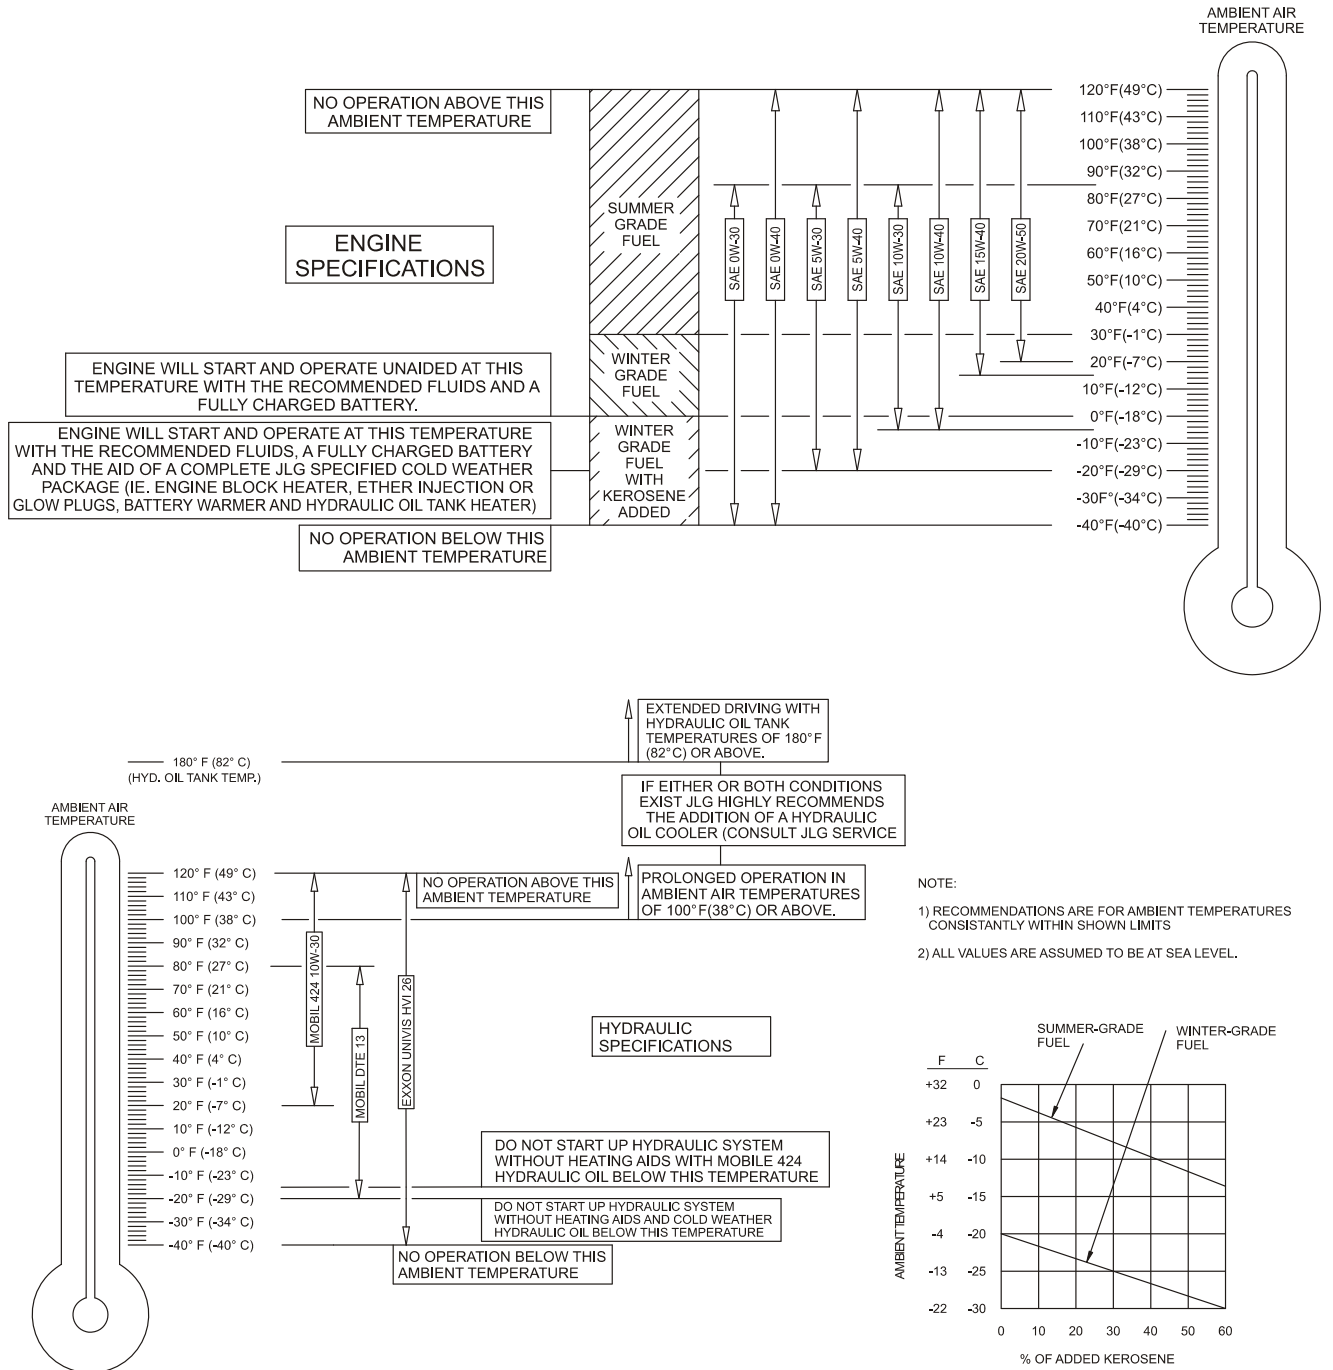 AMBIENT AIR
TEMPERATURE
NO OPERATION ABOVE THIS
AMBIENT TEMPERATURE
ENGINE
SPECIFICATIONS
ENGINE WILL START AND OPERATE UNAIDED AT THIS
TEMPERATURE WITH THE RECOMMENDED FLUIDS AND A
FULLY CHARGED BATTERY.
ENGINE WILL START AND OPERATE AT THIS TEMPERATURE
WITH THE RECOMMENDED FLUIDS, A FULLY CHARGED BATTERY
AND THE AID OF A COMPLETE JLG SPECIFIED COLD WEATHER
PACKAGE (IE. ENGINE BLOCK HEATER, ETHER INJECTION OR
GLOW PLUGS, BATTERY WARMER AND HYDRAULIC OIL TANK HEATER)
NO OPERATION BELOW THIS
AMBIENT TEMPERATURE
SUMMER
GRADE
FUEL
WINTER
GRADE
FUEL
WINTER
GRADE
FUEL
WITH
KEROSENE
ADDED
SAE 0W-30
SAE 0W-40
SAE 5W-30
SAE 5W-40
SAE 10W-30
SAE 10W-40
SAE 15W-40
SAE 20W-50
120°F(49°C)
110°F(43°C)
100°F(38°C)
90°F(32°C)
80°F(27°C)
70°F(21°C)
60°F(16°C)
50°F(10°C)
40°F(4°C)
30°F(-1°C)
20°F(-7°C)
10°F(-12°C)
0°F(-18°C)
-10°F(-23°C)
-20°F(-29°C)
-30F°(-34°C)
-40°F(-40°C)
EXTENDED DRIVING WITH
HYDRAULIC OIL TANK
TEMPERATURES OF 180°F
(82°C) OR ABOVE.
180° F (82° C)
(HYD. OIL TANK TEMP.)
IF EITHER OR BOTH CONDITIONS
EXIST JLG HIGHLY RECOMMENDS
THE ADDITION OF A HYDRAULIC
OIL COOLER (CONSULT JLG SERVICE
AMBIENT AIR
TEMPERATURE
120° F (49° C)
110° F (43° C)
100° F (38° C)
90° F (32° C)
80° F (27° C)
70° F (21° C)
60° F (16° C)
50° F (10° C)
40° F (4° C)
30° F (-1° C)
20° F (-7° C)
10° F (-12° C)
0° F (-18° C)
-10° F (-23° C)
-20° F (-29° C)
-30° F (-34° C)
-40° F (-40° C)
MOBIL 424 10W-30
MOBIL DTE 13
EXXON UNIVIS HVI 26
NO OPERATION ABOVE THIS
AMBIENT TEMPERATURE
PROLONGED OPERATION IN
AMBIENT AIR TEMPERATURES
OF 100°F(38°C) OR ABOVE.
HYDRAULIC
SPECIFICATIONS
DO NOT START UP HYDRAULIC SYSTEM
WITHOUT HEATING AIDS WITH MOBILE 424
HYDRAULIC OIL BELOW THIS TEMPERATURE
DO NOT START UP HYDRAULIC SYSTEM
WITHOUT HEATING AIDS AND COLD WEATHER
HYDRAULIC OIL BELOW THIS TEMPERATURE
NO OPERATION BELOW THIS
AMBIENT TEMPERATURE
NOTE:
1) RECOMMENDATIONS ARE FOR AMBIENT TEMPERATURES
CONSISTANTLY WITHIN SHOWN LIMITS
2) ALL VALUES ARE ASSUMED TO BE AT SEA LEVEL.
SUMMER-GRADE
FUEL
WINTER-GRADE
FUEL
F C
+32 0
+23 -5
+14 -10
+5 -15
-4 -20
-13 -25
-22 -30
AMBIENT TEMPERATURE
0 10 20 30 40 50 60
% OF ADDED KEROSENE